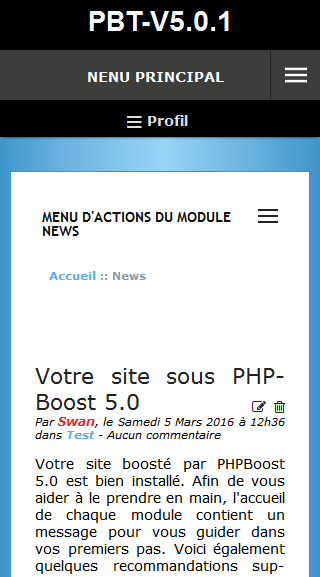 PBT-V5.0.1
NENU PRINCIPAL
Profil
MENU D'ACTIONS DU MODULE
NEWS
Accueil :: News
Votre site sous PHP-
Boost 5.0
Par Swan, le Samedi 5 Mars 2016 à 12h36
dans Test - Aucun commentaire
Votre site boosté par PHPBoost
5.0 est bien installé. Afin de vous
aider à le prendre en main, l'accueil
de chaque module contient un
message pour vous guider dans
vos premiers pas. Voici également
quelques recommandations sup-